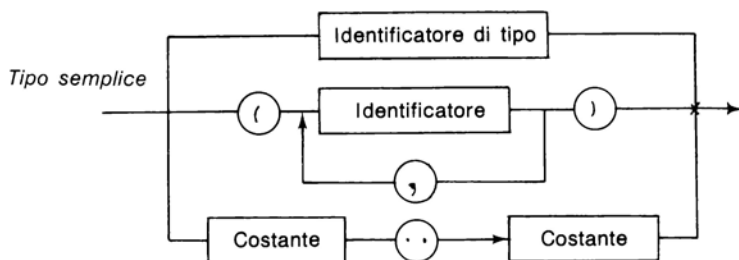 Identificatore di tipo
Tipo semplice
( Identificatore )
,
Costante .. Costante